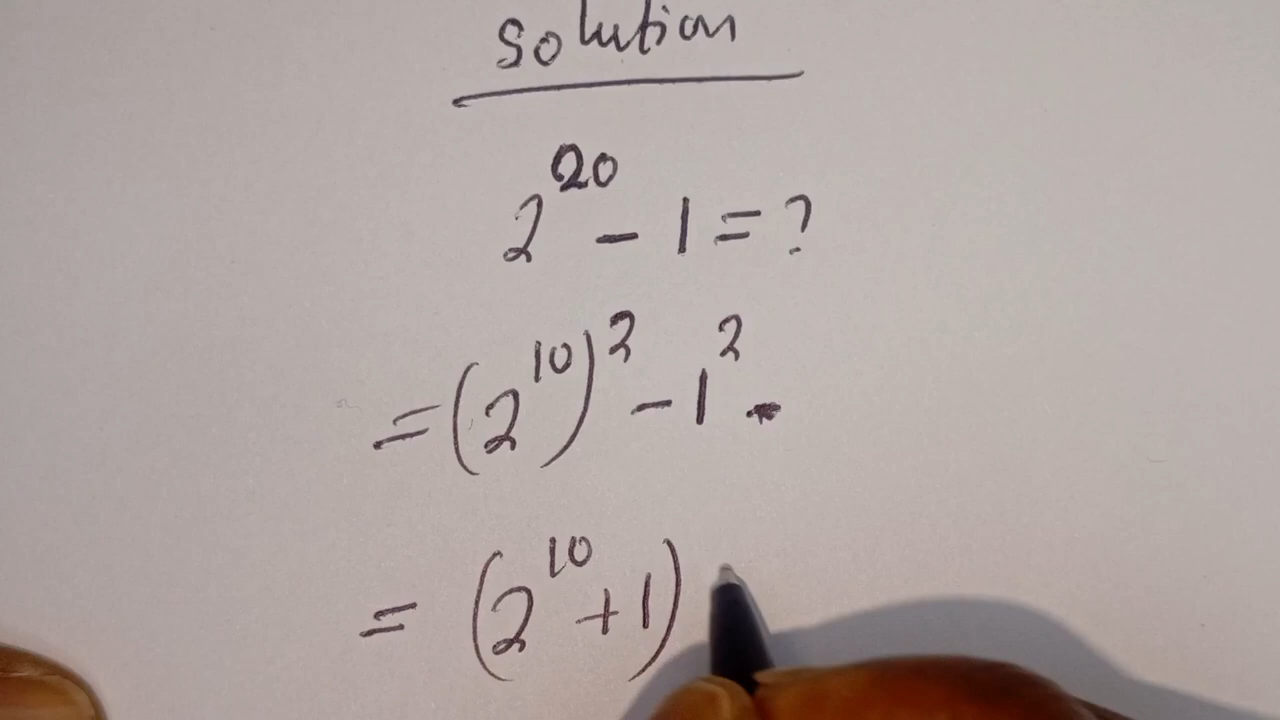 Solution
2^20 - 1 = ?
= (2^10)^2 - 1^2.
= (2^10 + 1)